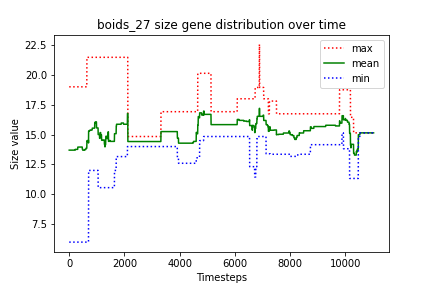 boids_27 size gene distribution over time
max
mean
min
22.5
20.0
17.5
15.0
12.5
10.0
7.5
Size value
0 2000 4000 6000 8000 10000
Timesteps